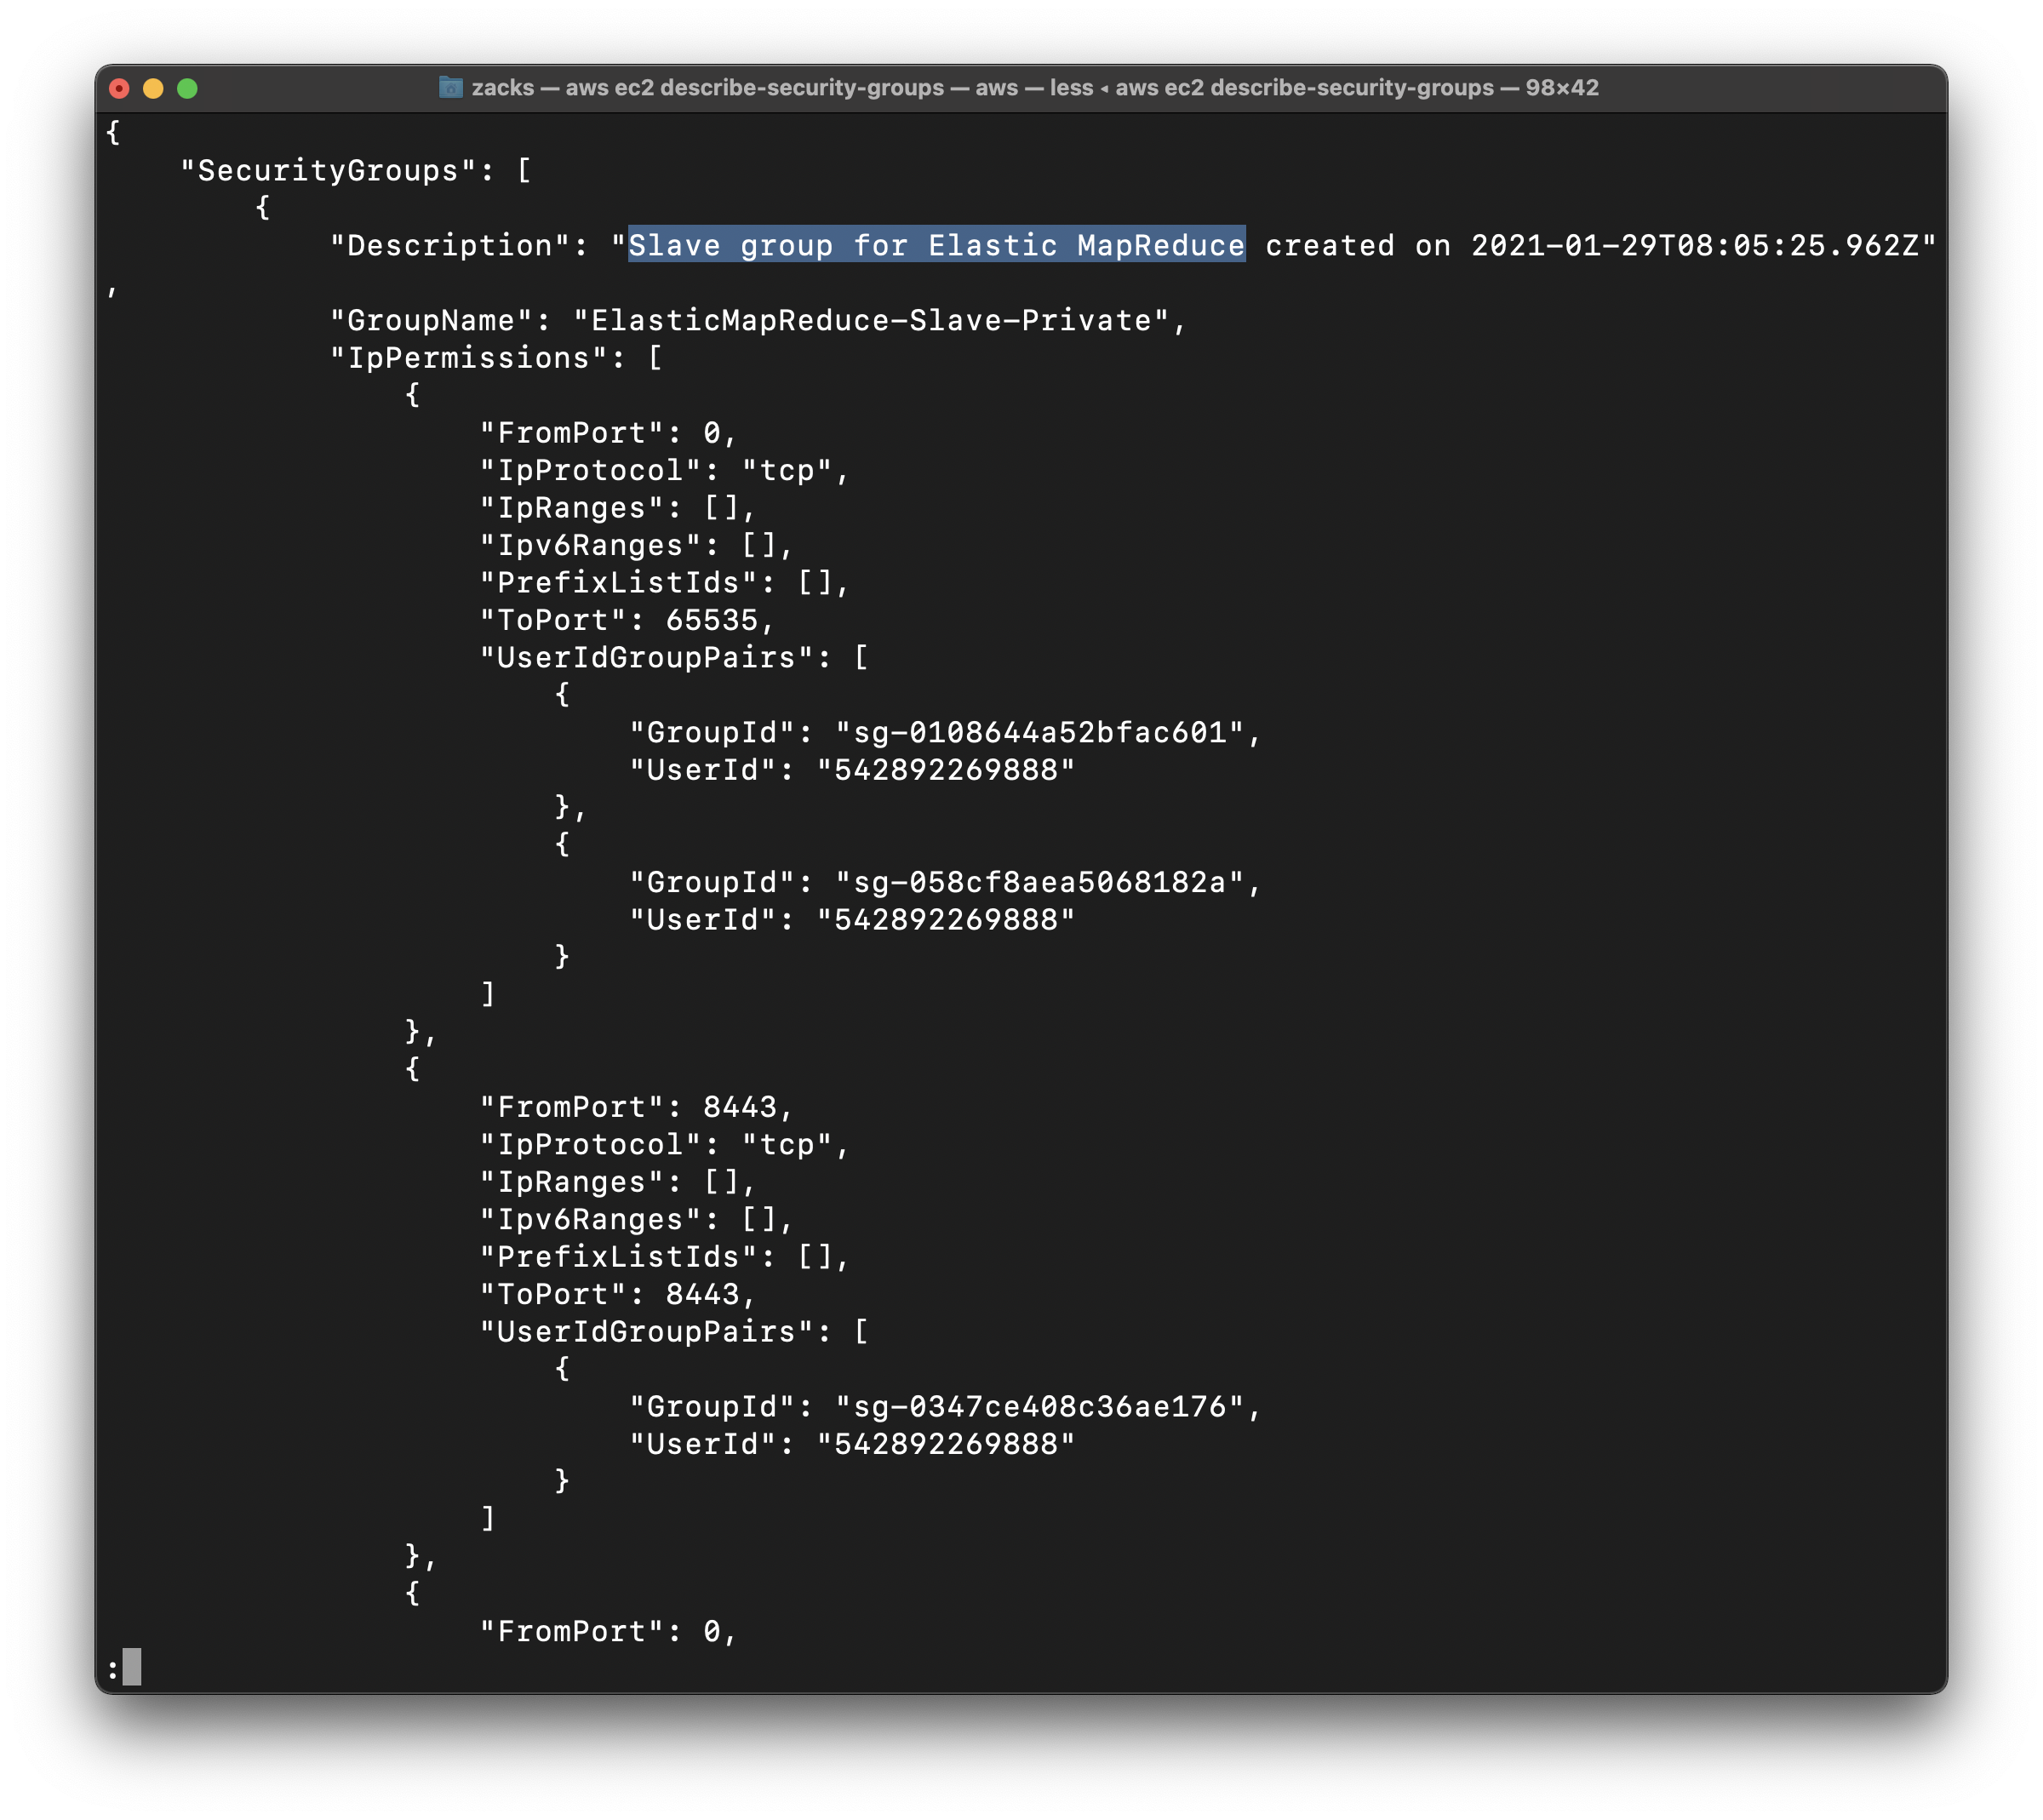 zacks — aws ec2 describe-security-groups — aws — less ◂ aws ec2 describe-security-groups — 98×42
{
    "SecurityGroups": [
        {
            "Description": "Slave group for Elastic MapReduce created on 2021-01-29T08:05:25.962Z"
,
            "GroupName": "ElasticMapReduce-Slave-Private",
            "IpPermissions": [
                {
                    "FromPort": 0,
                    "IpProtocol": "tcp",
                    "IpRanges": [],
                    "Ipv6Ranges": [],
                    "PrefixListIds": [],
                    "ToPort": 65535,
                    "UserIdGroupPairs": [
                        {
                            "GroupId": "sg-0108644a52bfac601",
                            "UserId": "542892269888"
                        },
                        {
                            "GroupId": "sg-058cf8aea5068182a",
                            "UserId": "542892269888"
                        }
                    ]
                },
                {
                    "FromPort": 8443,
                    "IpProtocol": "tcp",
                    "IpRanges": [],
                    "Ipv6Ranges": [],
                    "PrefixListIds": [],
                    "ToPort": 8443,
                    "UserIdGroupPairs": [
                        {
                            "GroupId": "sg-0347ce408c36ae176",
                            "UserId": "542892269888"
                        }
                    ]
                },
                {
                    "FromPort": 0,
: